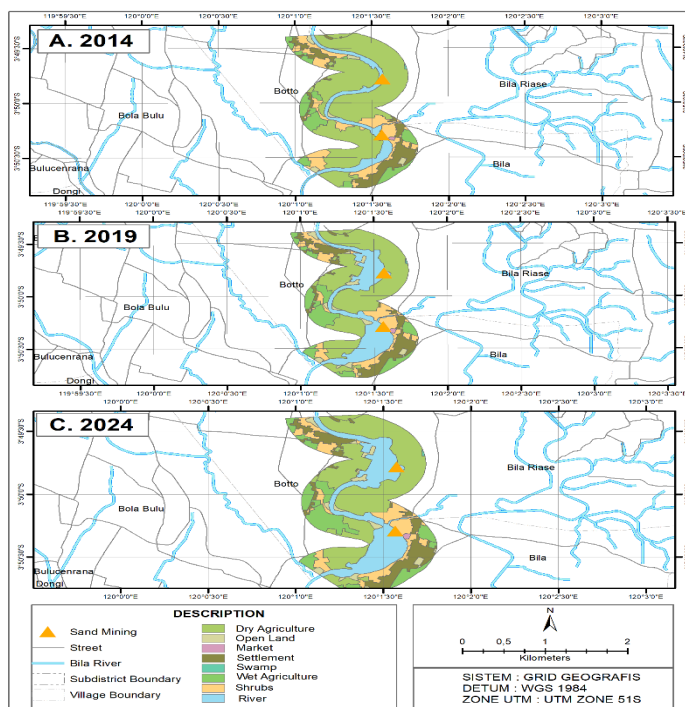 119°59'30"E 120°0'0"E 120°0'30"E 120°1'0"E 120°1'30"E 120°2'0"E 120°2'30"E 120°3'0"E
A. 2014
3°49'30"S
Botto
Bila Riase
3°50'0"S
Bola Bulu
3°50'30"S
Bulucenrana
Bila
Dongi
119°59'30"E 120°0'0"E 120°0'30"E 120°1'0"E 120°1'30"E 120°2'0"E 120°2'30"E 120°3'0"E 120°3'30"E
B. 2019
3°49'30"S
Botto
Bila Riase
3°50'0"S
Bola Bulu
3°50'30"S
Bulucenrana
Bila
Dongi
119°59'30"E 120°0'0"E 120°0'30"E 120°1'0"E 120°1'30"E 120°2'0"E 120°2'30"E 120°3'0"E 120°3'30"E
C. 2024
Botto
Bila Riase
Bola Bulu
Bila
Bulucenrana
Dongi
120°0'0"E 120°0'30"E 120°1'0"E 120°1'30"E 120°2'0"E 120°2'30"E 120°3'0"E
DESCRIPTION
Sand Mining
Street
Bila River
Subdistrict Boundary
Village Boundary
Dry Agriculture
Open Land
Market
Settlement
Swamp
Wet Agriculture
Shrubs
River
N
0 0,5 1 2
Kilometers
SISTEM : GRID GEOGRAFIS
DETUM : WGS 1984
ZONE UTM : UTM ZONE 51S